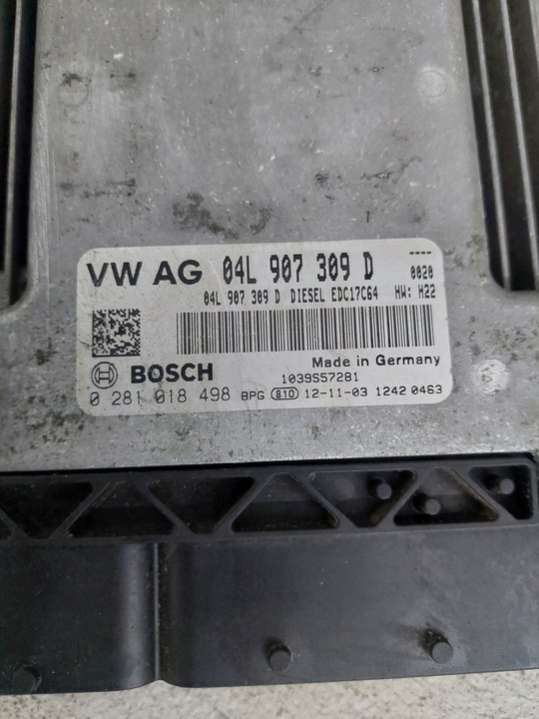 VW AG 04L 907 309 D ----
0020
04L 907 309 D DIESEL EDC17C64 HW: H22
Made in Germany
BOSCH 1039S57281
0 281 018 498 BPG 810 12-11-03 1242 0463